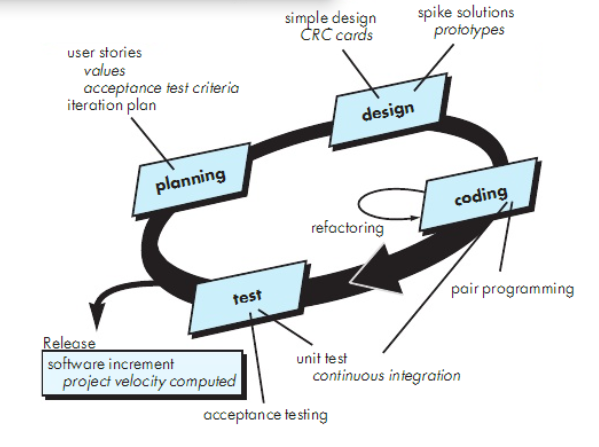 simple design
CRC cards
spike solutions
prototypes
user stories
values
acceptance test criteria
iteration plan
design
planning
coding
refactoring
test
pair programming
Release
software increment
project velocity computed
unit test
continuous integration
acceptance testing